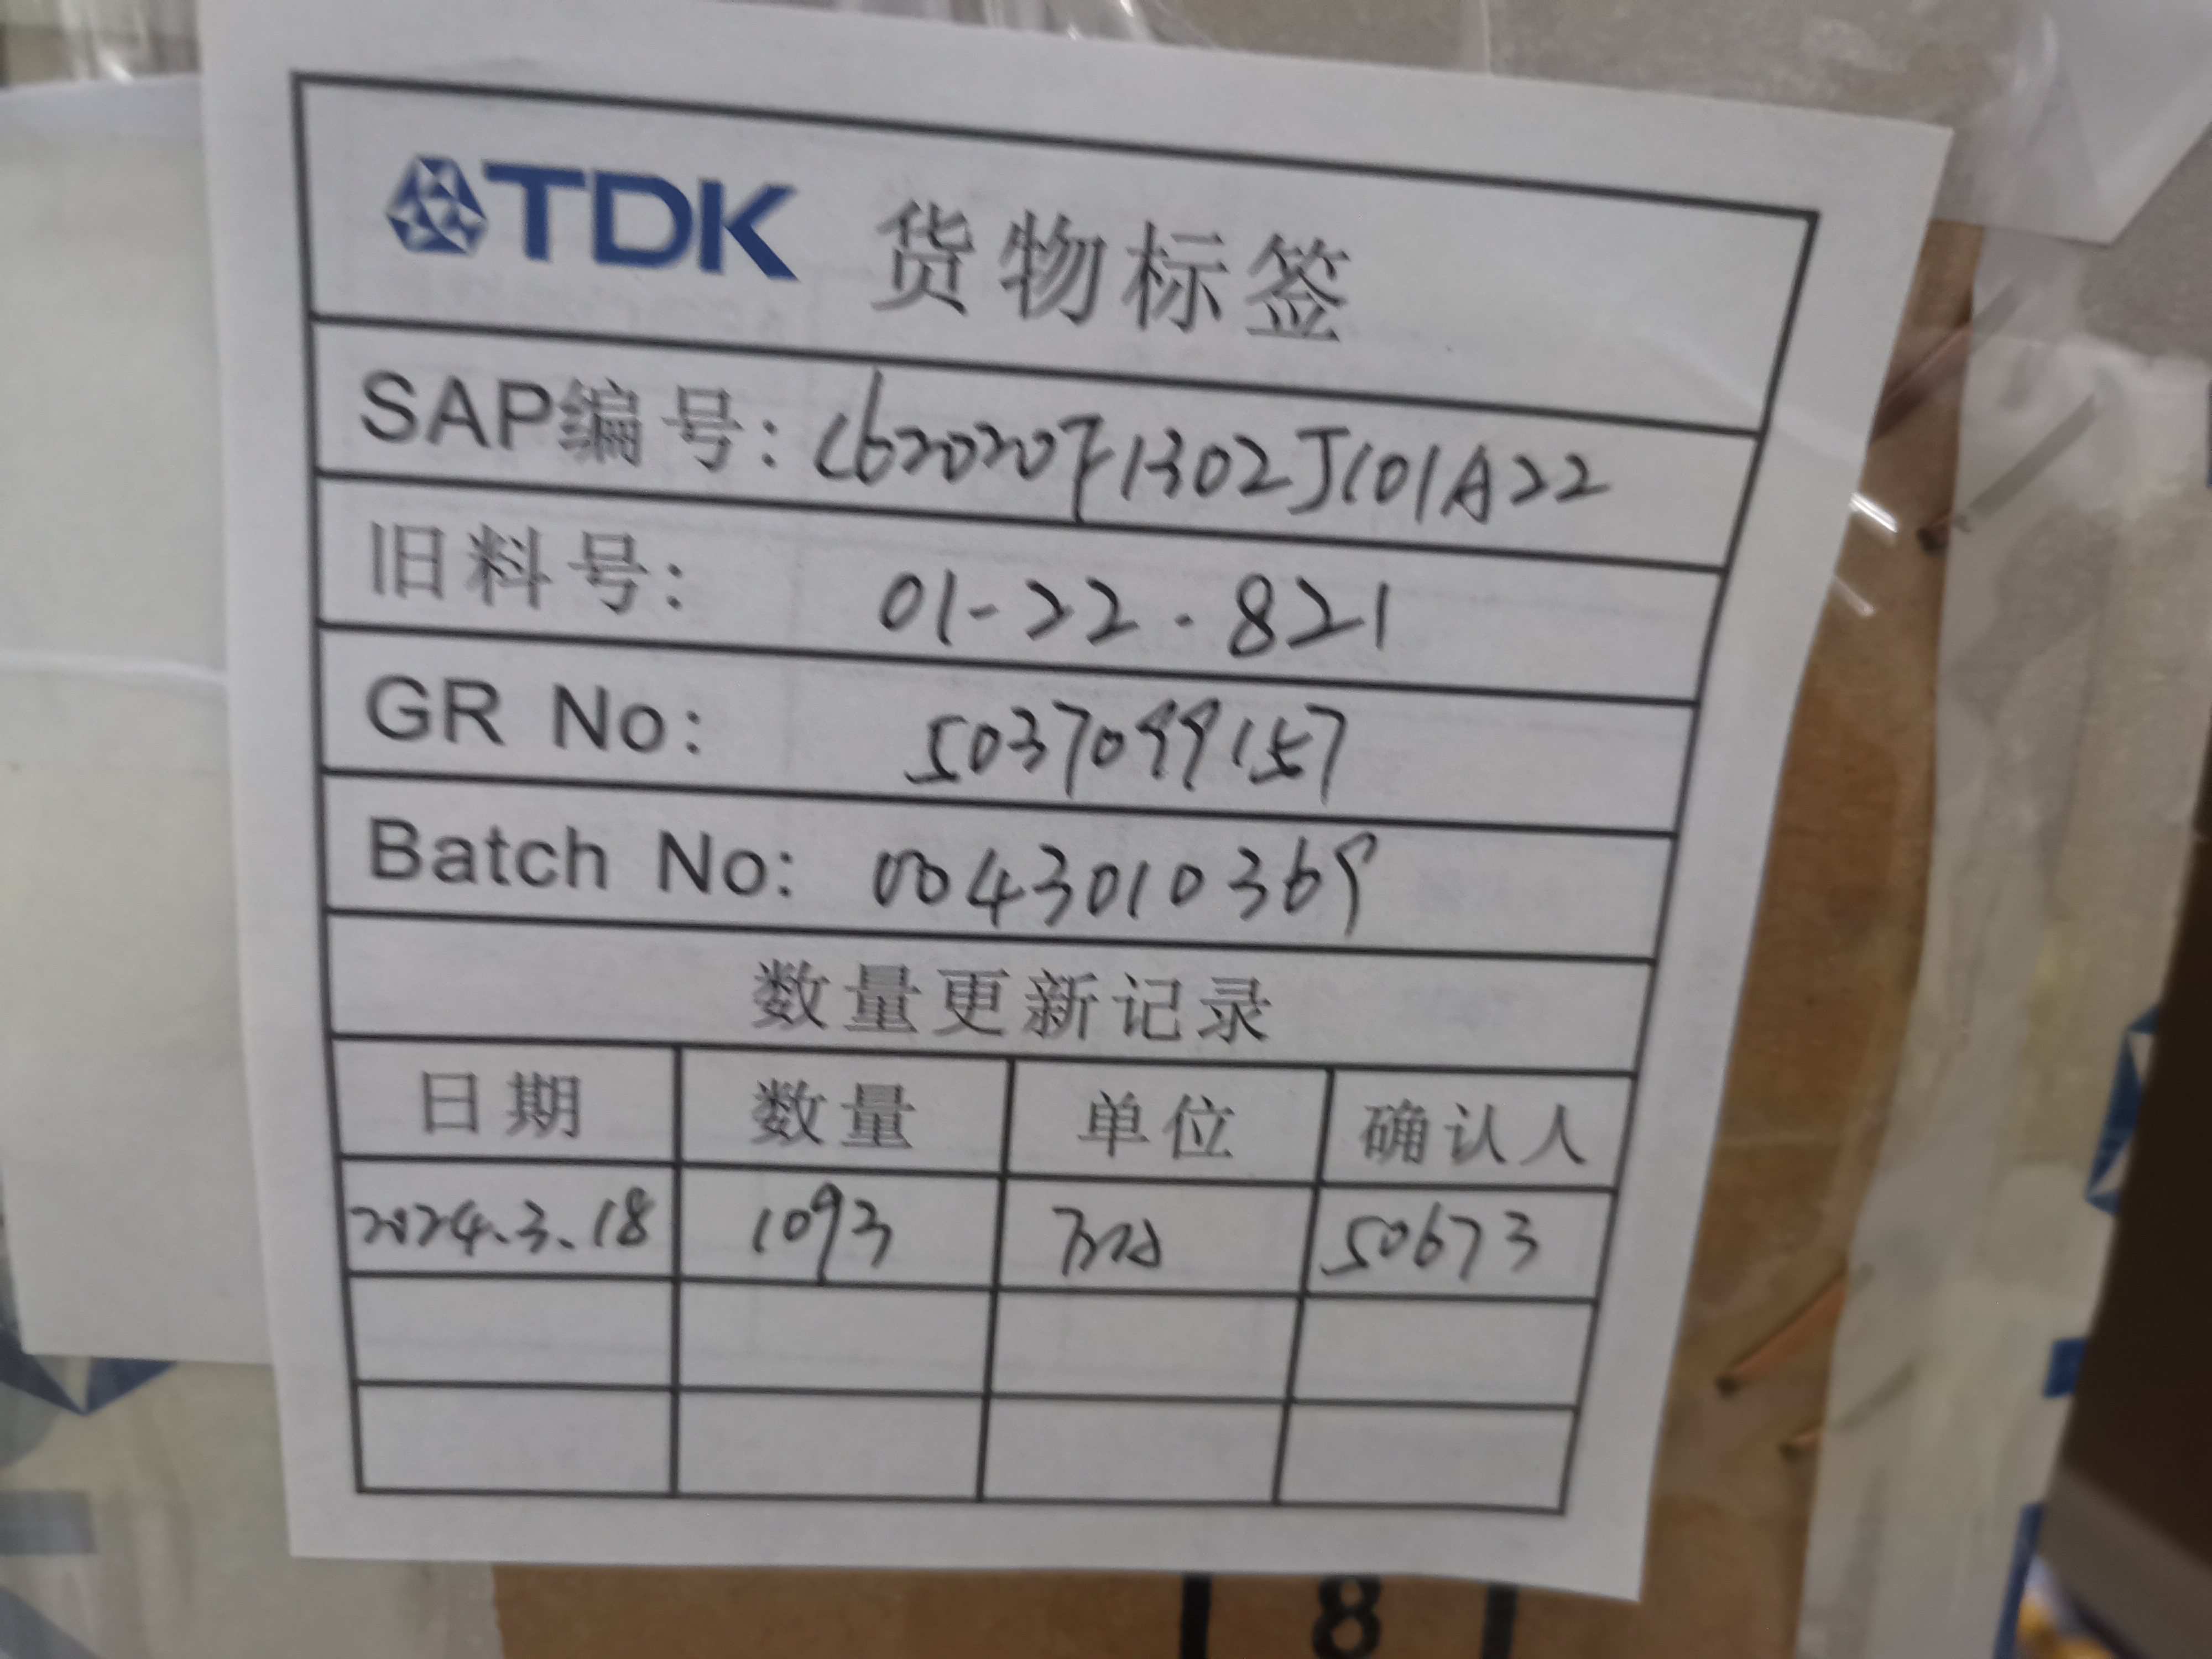 TDK 货物标签
SAP编号: C62020F1302J101A22
旧料号: 01-22-821
GR No: 5037099157
Batch No: 0043010369
数量更新记录
日期 数量 单位 确认人
2024.3.18 1093 50673
8